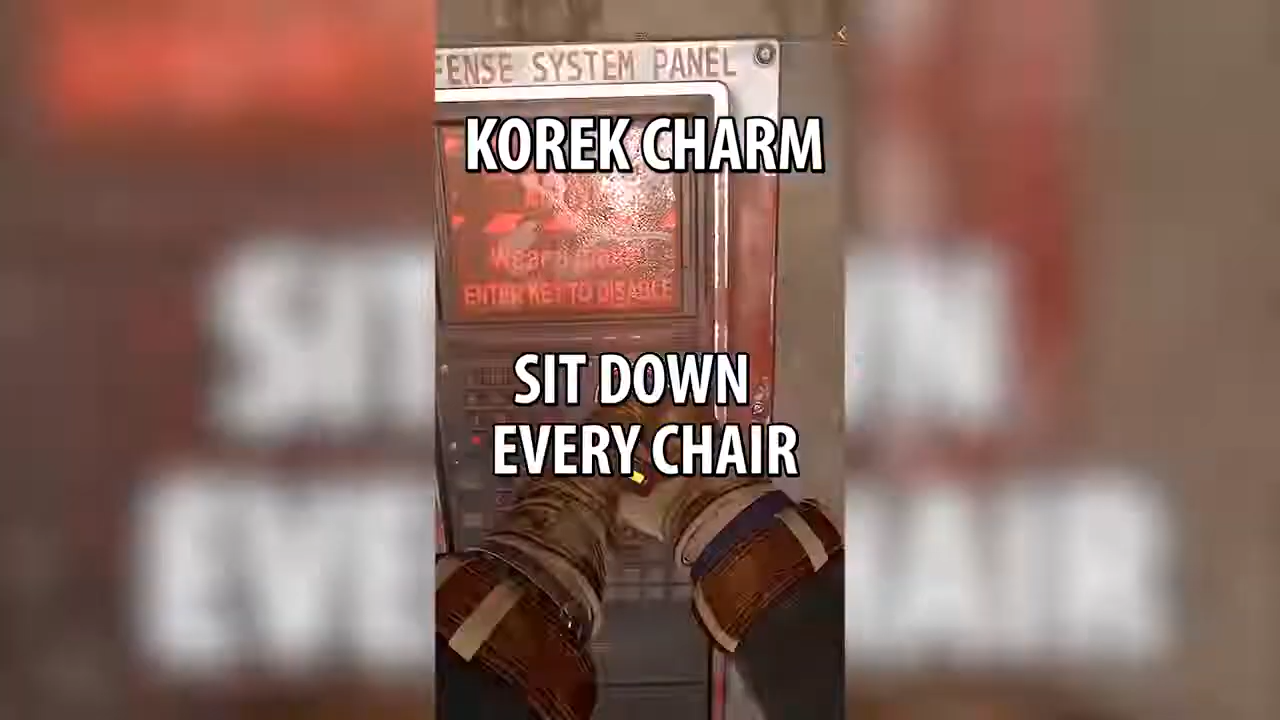 FENSE SYSTEM PANEL
KOREK CHARM
ENTER KEY TO DISABLE
SIT DOWN
EVERY CHAIR